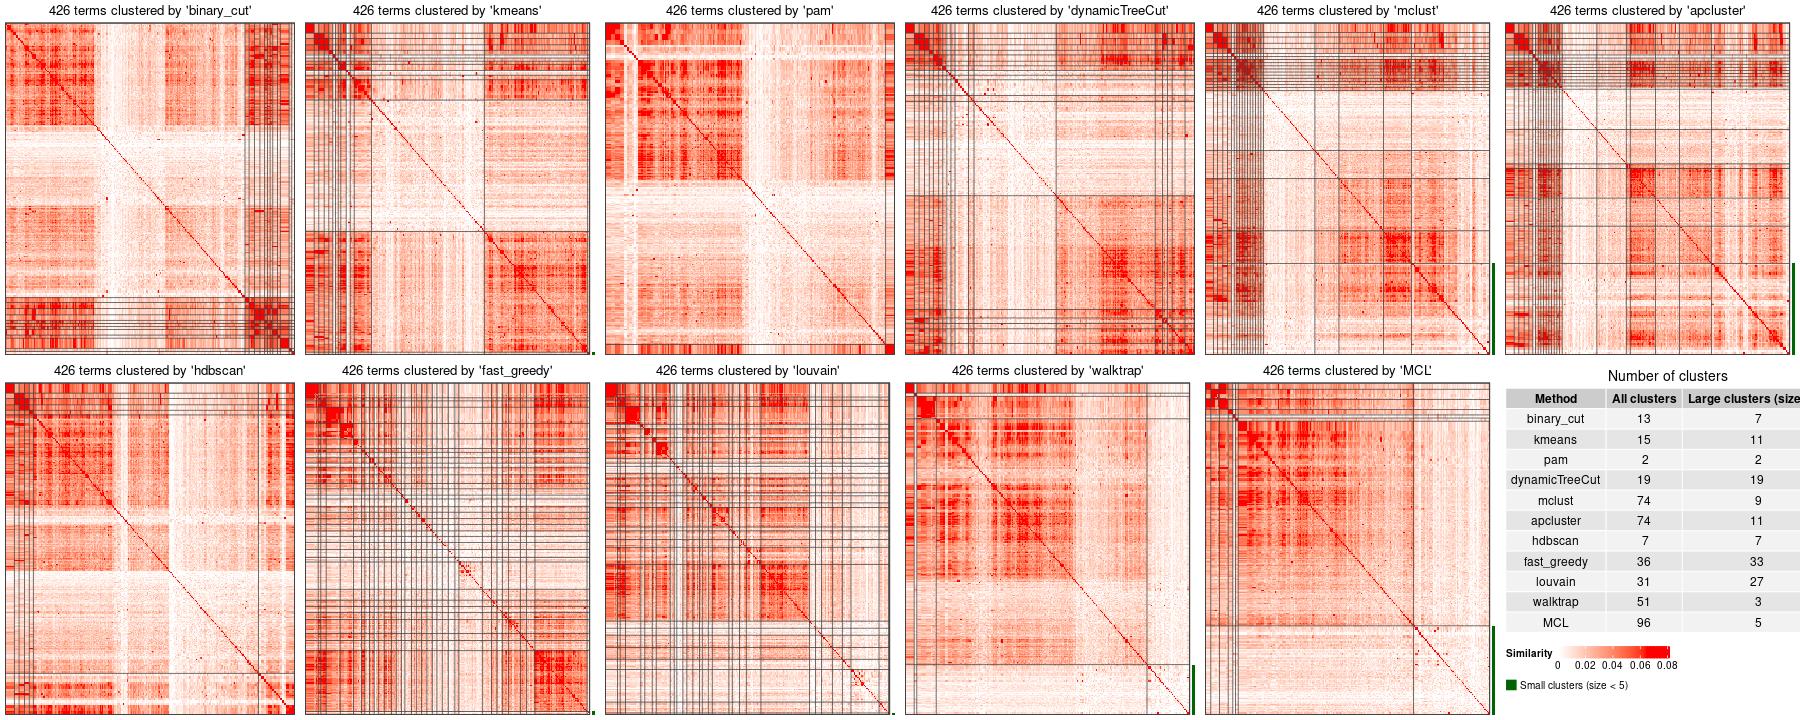 426 terms clustered by 'binary_cut'
426 terms clustered by 'kmeans'
426 terms clustered by 'pam'
426 terms clustered by 'dynamicTreeCut'
426 terms clustered by 'mclust'
426 terms clustered by 'apcluster'
426 terms clustered by 'hdbscan'
426 terms clustered by 'fast_greedy'
426 terms clustered by 'louvain'
426 terms clustered by 'walktrap'
426 terms clustered by 'MCL'
Number of clusters
Method All clusters Large clusters (size
binary_cut 13 7
kmeans 15 11
pam 2 2
dynamicTreeCut 19 19
mclust 74 9
apcluster 74 11
hdbscan 7 7
fast_greedy 36 33
louvain 31 27
walktrap 51 3
MCL 96 5
Similarity
0 0.02 0.04 0.06 0.08
Small clusters (size < 5)